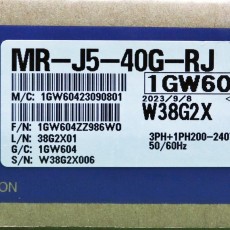 MR-J5-40G-RJ
1GW60
M/C: 1GW60423090801
2023/9/8
W38G2X
F/N: 1GW604ZZ986W0
L/N: 38G2X01
3PH+1PH200-240
G/C: 1GW604
50/60Hz
S/N: W38G2X006
ION